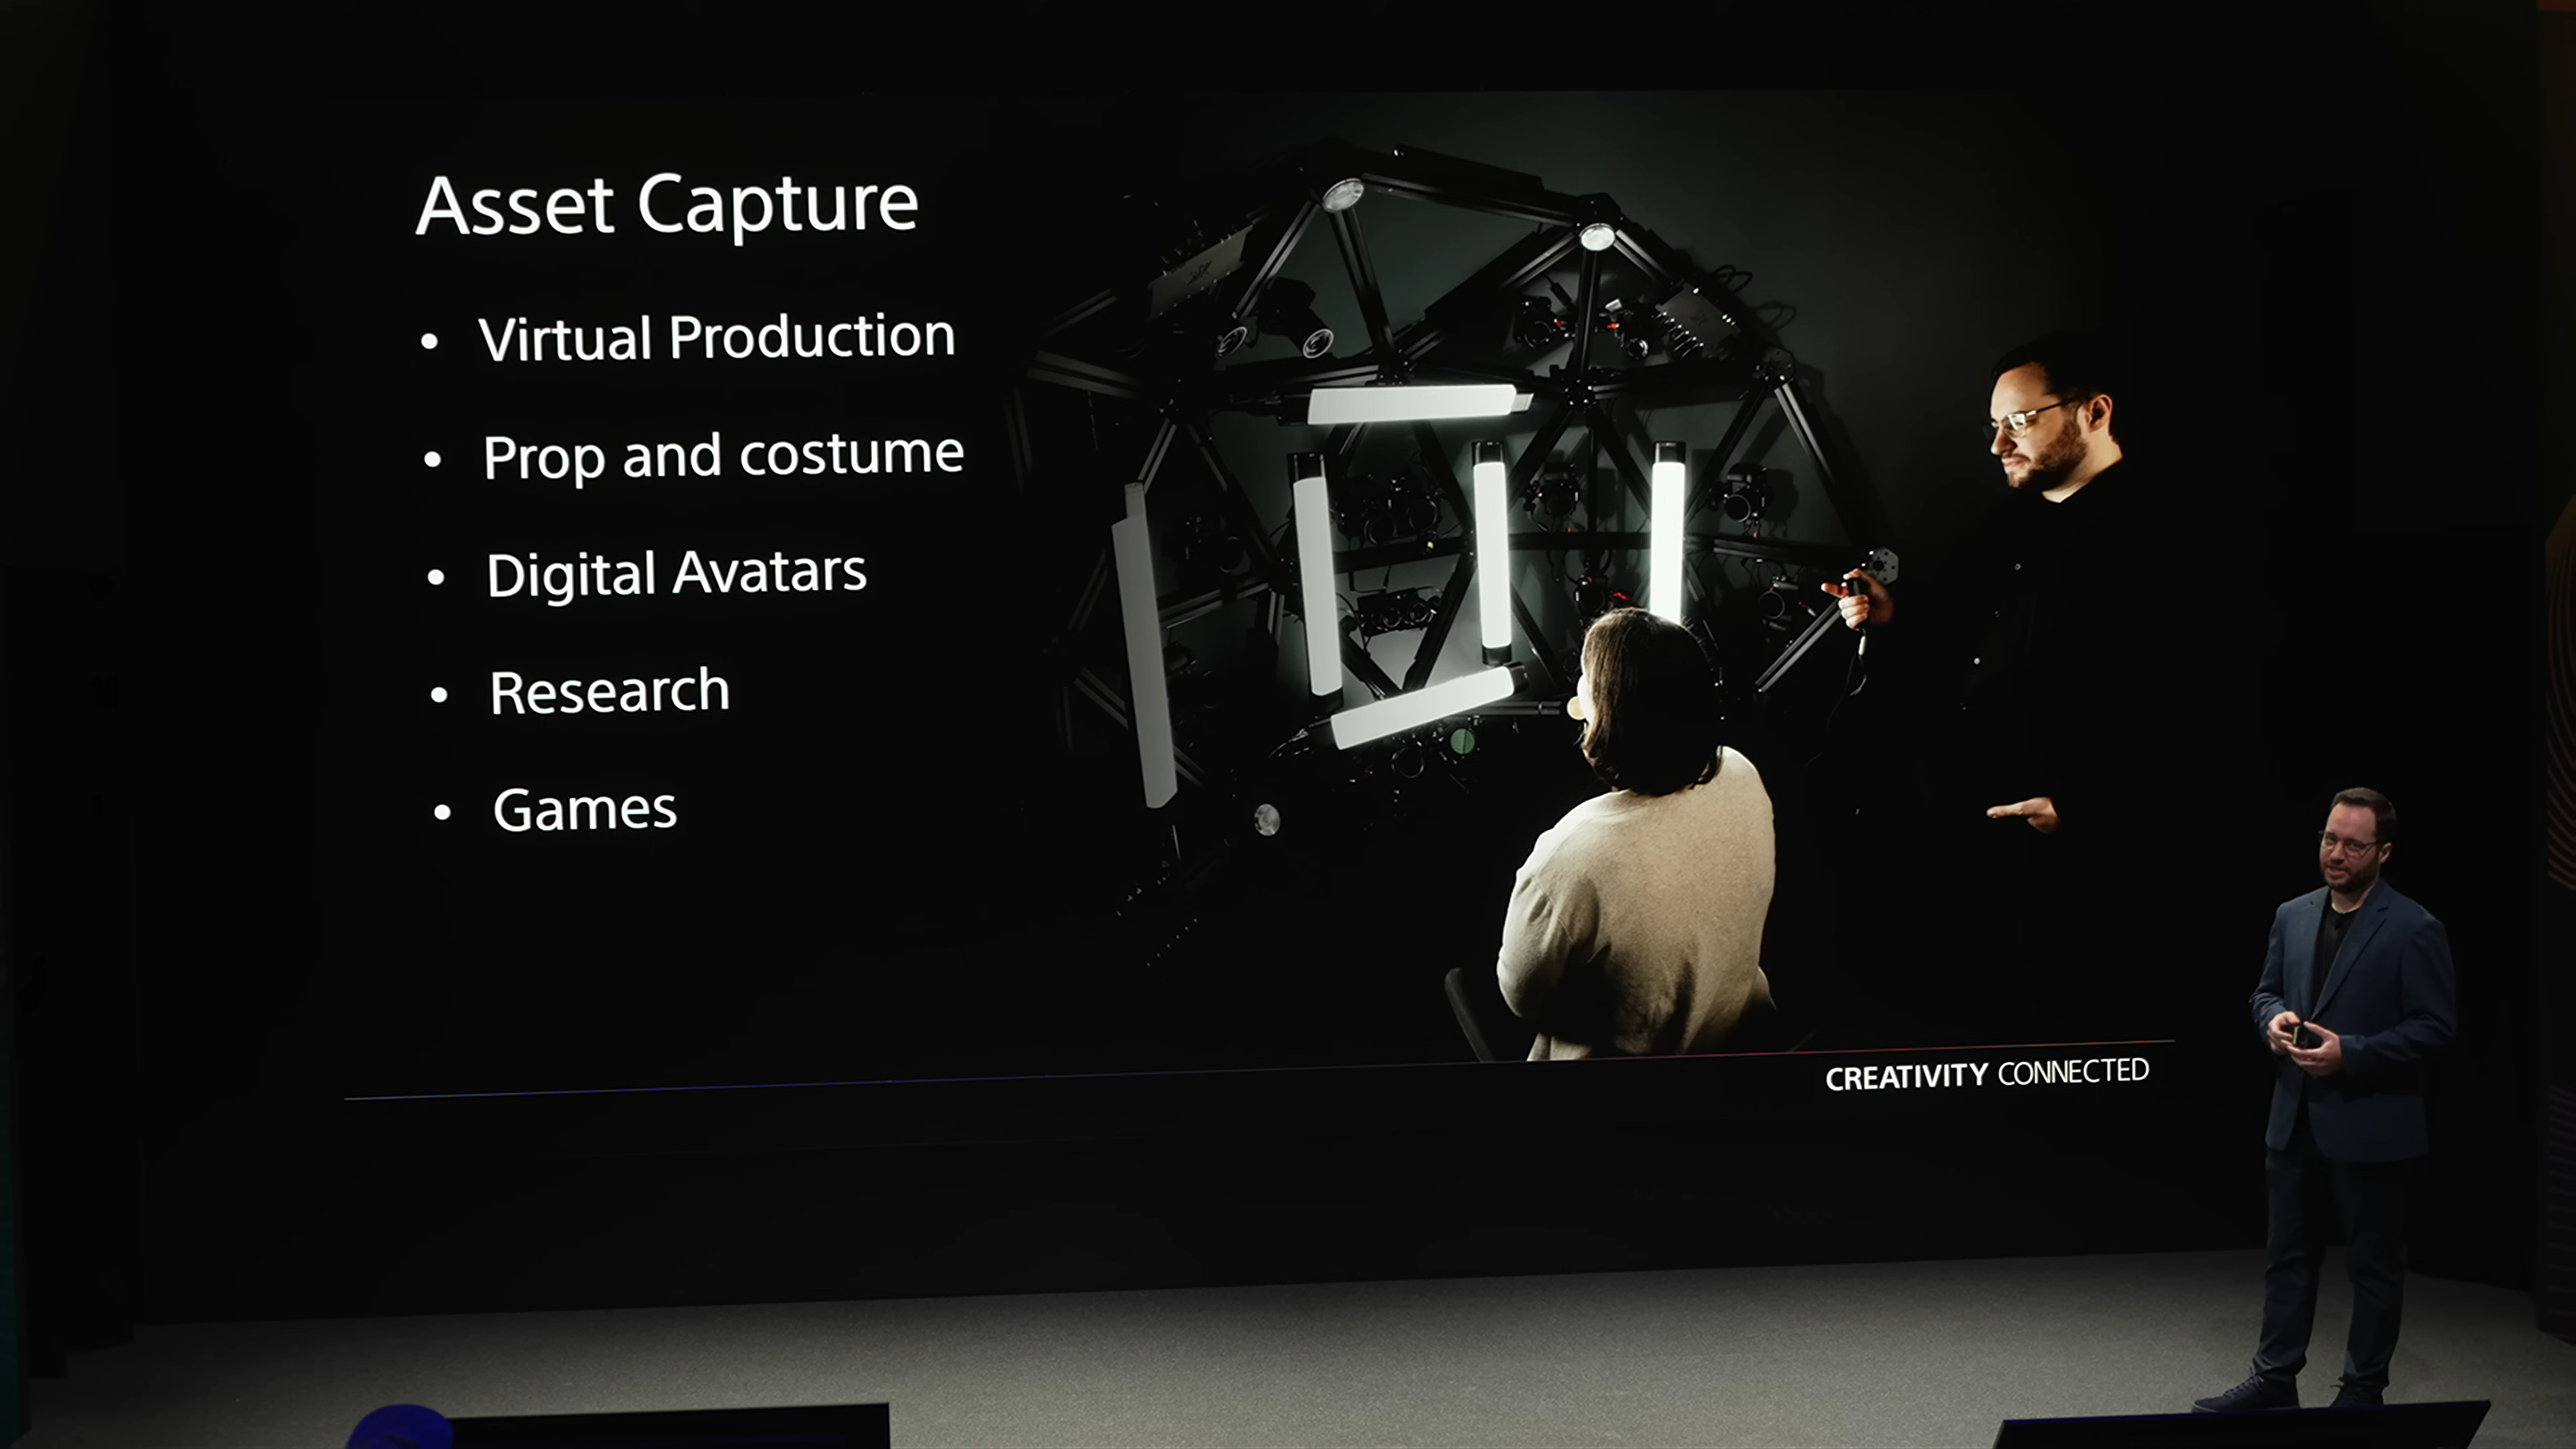 Asset Capture
• Virtual Production
• Prop and costume
• Digital Avatars
• Research
• Games
CREATIVITY CONNECTED